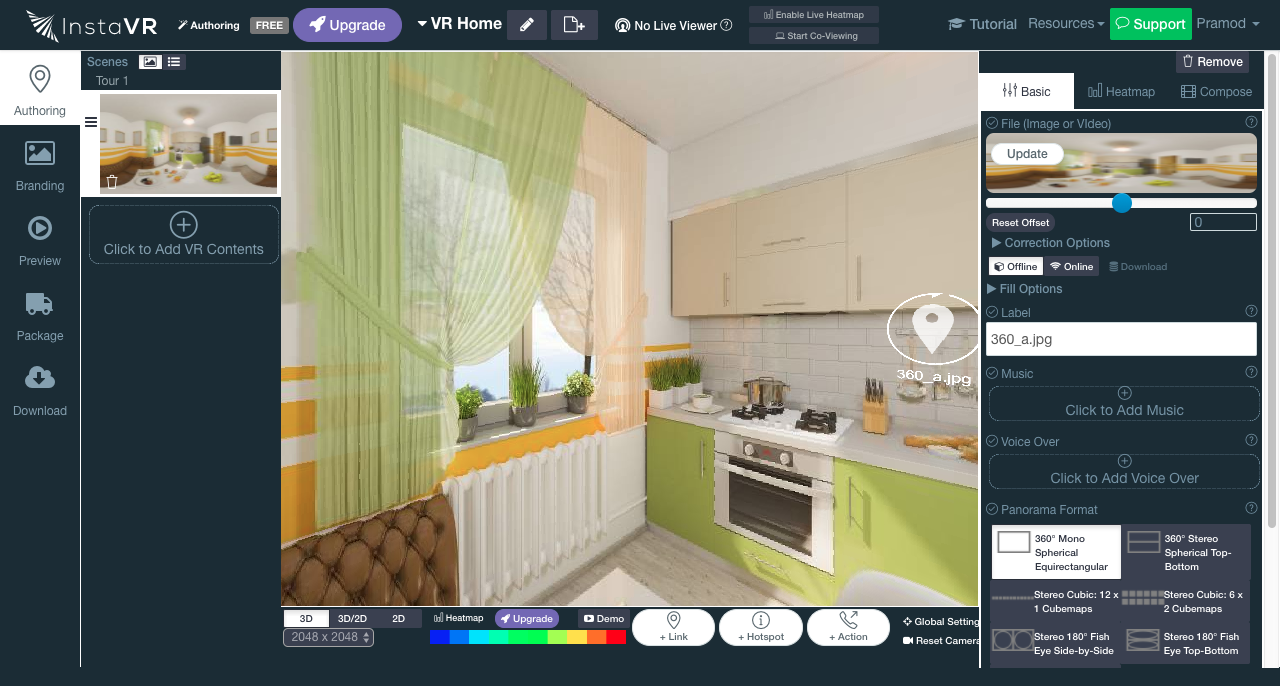 InstaVR
Authoring
FREE
Upgrade
VR Home
No Live Viewer
Enable Live Heatmap
Start Co-Viewing
Tutorial
Resources
Support
Pramod
Authoring
Branding
Preview
Package
Download
Scenes
Tour 1
Click to Add VR Contents
360_a.jpg
3D
3D/2D
2D
2048 x 2048
Heatmap
Upgrade
Demo
+ Link
+ Hotspot
+ Action
Global Setting
Reset Camera
Remove
Basic
Heatmap
Compose
File (Image or VIdeo)
Update
Reset Offset
0
Correction Options
Offline
Online
Download
Fill Options
Label
360_a.jpg
Music
Click to Add Music
Voice Over
Click to Add Voice Over
Panorama Format
360° Mono
Spherical
Equirectangular
360° Stereo
Spherical Top-
Bottom
Stereo Cubic: 12 x
1 Cubemaps
Stereo Cubic: 6 x
2 Cubemaps
Stereo 180° Fish
Eye Side-by-Side
Stereo 180° Fish
Eye Top-Bottom